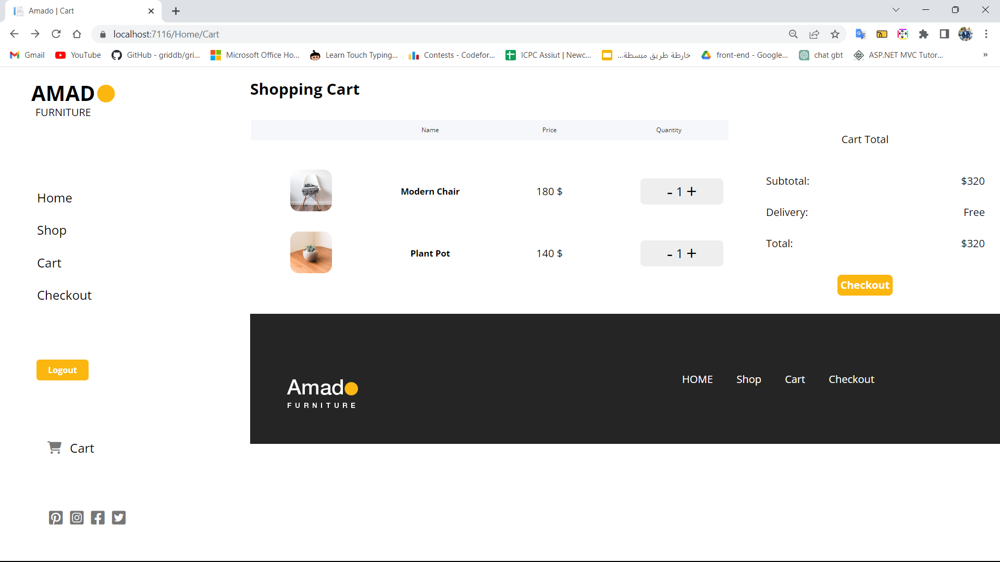 Amado | Cart
localhost:7116/Home/Cart
Gmail
YouTube
GitHub - griddb/gri...
Microsoft Office Ho...
Learn Touch Typing...
Contests - Codefor...
ICPC Assiut | Newc...
خارطة طريق مبسطة...
front-end - Google...
chat gbt
ASP.NET MVC Tutor...
»
AMAD
FURNITURE
Home
Shop
Cart
Checkout
Logout
Cart
Shopping Cart
Name Price Quantity
Modern Chair 180 $ - 1 +
Plant Pot 140 $ - 1 +
Cart Total
Subtotal: $320
Delivery: Free
Total: $320
Checkout
Amad
FURNITURE
HOME Shop Cart Checkout